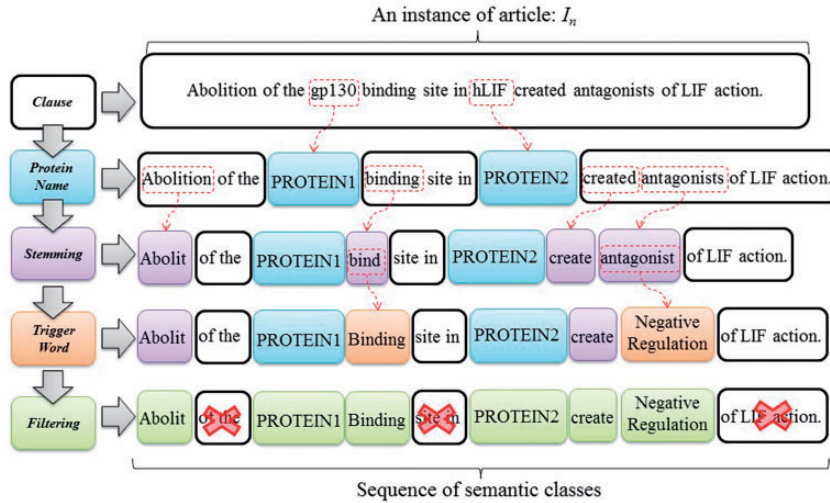 An instance of article: In
Clause
Abolition of the gp130 binding site in hLIF created antagonists of LIF action.
Protein Name
Abolition of the PROTEIN1 binding site in PROTEIN2 created antagonists of LIF action.
Stemming
Abolit of the PROTEIN1 bind site in PROTEIN2 create antagonist of LIF action.
Trigger Word
Abolit of the PROTEIN1 Binding site in PROTEIN2 create Negative Regulation of LIF action.
Filtering
Abolit of the PROTEIN1 Binding site in PROTEIN2 create Negative Regulation of LIF action.
Sequence of semantic classes